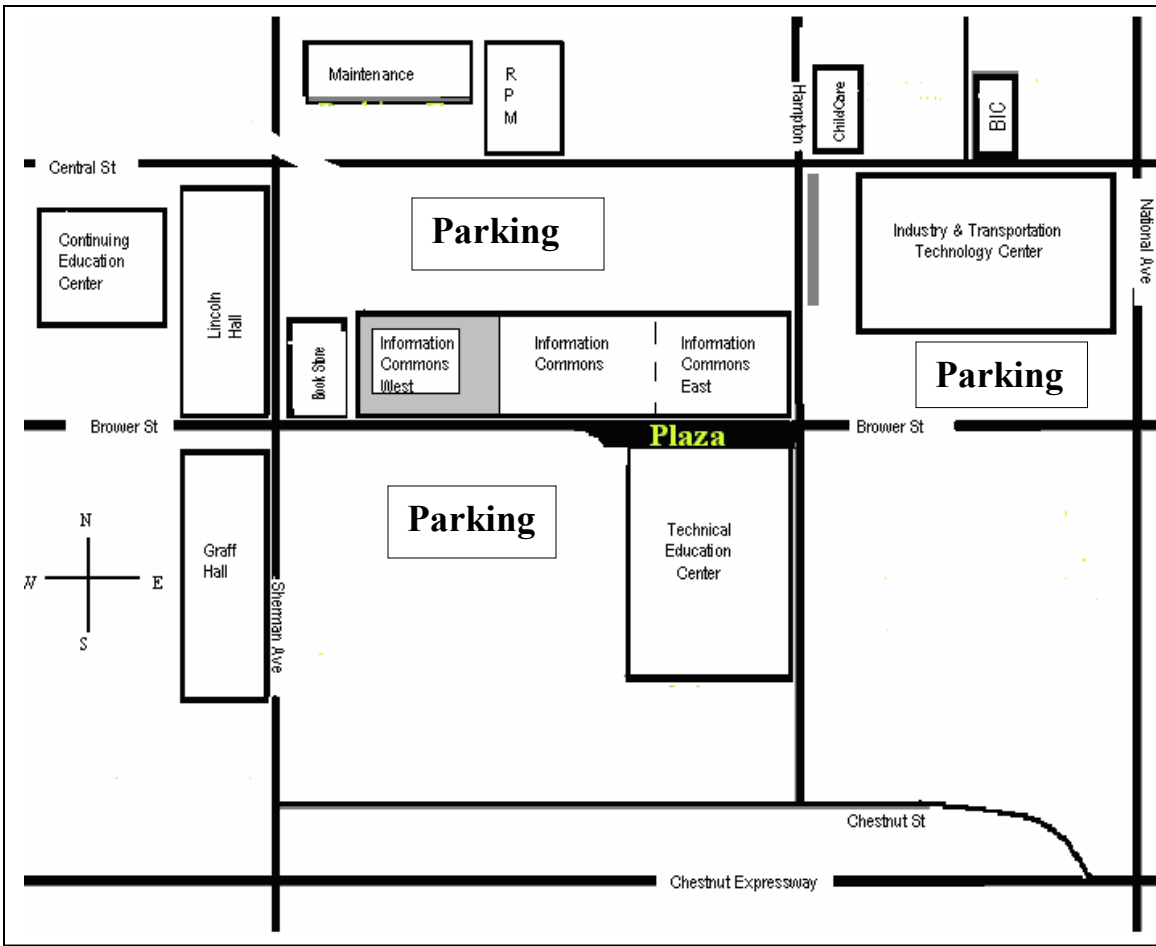 Maintenance
R
P
M
Hampton
ChildCare
BIC
Central St
Continuing
Education
Center
Lincoln
Hall
Parking
Industry & Transportation
Technology Center
National Ave
Book Store
Information
Commons
West
Information
Commons
Information
Commons
East
Parking
Brower St
Plaza
Brower St
Parking
Technical
Education
Center
Graff
Hall
N
W
E
S
Sherman Ave
Chestnut St
Chestnut Expressway